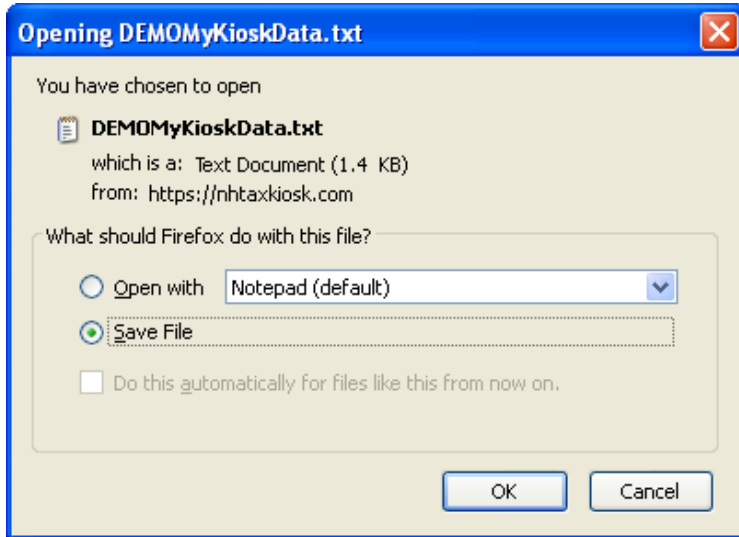 Opening DEMOMyKioskData.txt
You have chosen to open
DEMOMyKioskData.txt
which is a: Text Document (1.4 KB)
from: https://nhtaxkiosk.com
What should Firefox do with this file?
Open with Notepad (default)
Save File
Do this automatically for files like this from now on.
OK Cancel